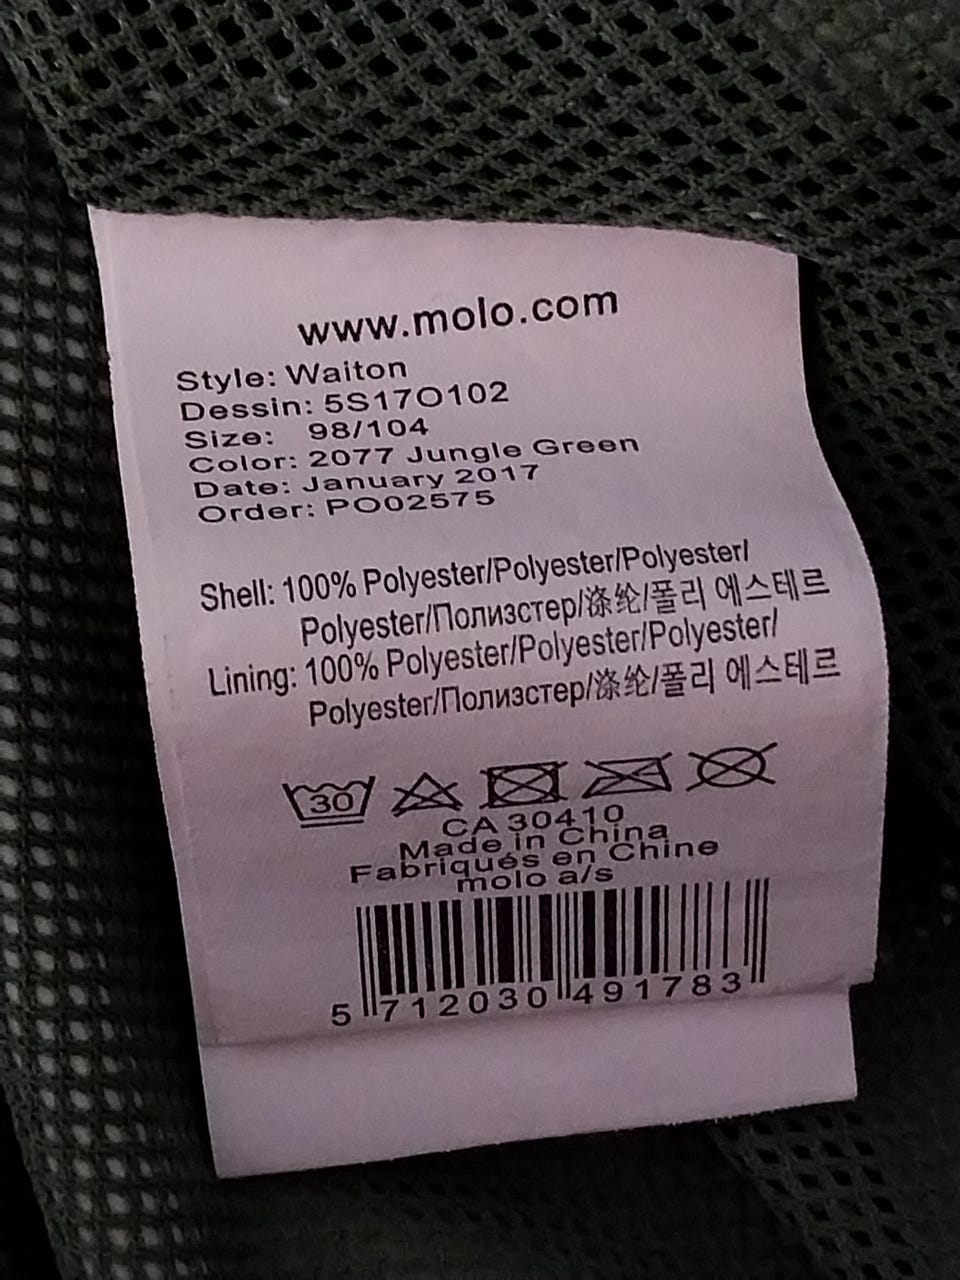 www.molo.com
Style: Waiton
Dessin: 5S17O102
Size: 98/104
Color: 2077 Jungle Green
Date: January 2017
Order: PO02575
Shell: 100% Polyester/Polyester/Polyester/
Polyester/Полиэстер/涤纶/폴리 에스테르
Lining: 100% Polyester/Polyester/Polyester/
Polyester/Полиэстер/涤纶/폴리 에스테르
30
CA 30410
Made in China
Fabriqués en Chine
molo a/s
5 712030 491783